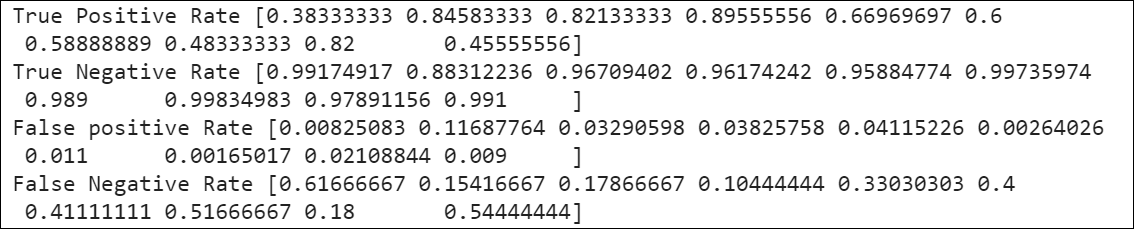 True Positive Rate [0.38333333 0.84583333 0.82133333 0.89555556 0.66969697 0.6
 0.58888889 0.48333333 0.82       0.45555556]
True Negative Rate [0.99174917 0.88312236 0.96709402 0.96174242 0.95884774 0.99735974
 0.989      0.99834983 0.97891156 0.991     ]
False positive Rate [0.00825083 0.11687764 0.03290598 0.03825758 0.04115226 0.00264026
 0.011      0.00165017 0.02108844 0.009     ]
False Negative Rate [0.61666667 0.15416667 0.17866667 0.10444444 0.33030303 0.4
 0.41111111 0.51666667 0.18       0.54444444]